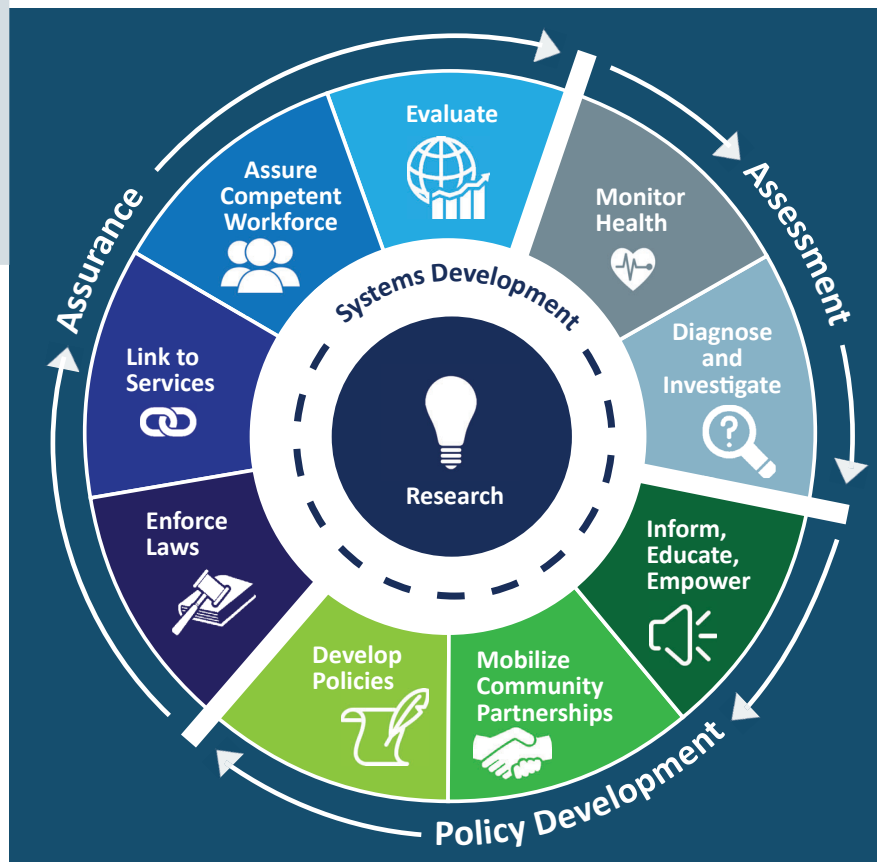 Evaluate
Monitor
Health
Diagnose
and
Investigate
?
Inform,
Educate,
Empower
Mobilize
Community
Partnerships
Develop
Policies
Enforce
Laws
Link to
Services
Assure
Competent
Workforce
Systems Development
Research
Assessment
Policy Development
Assurance